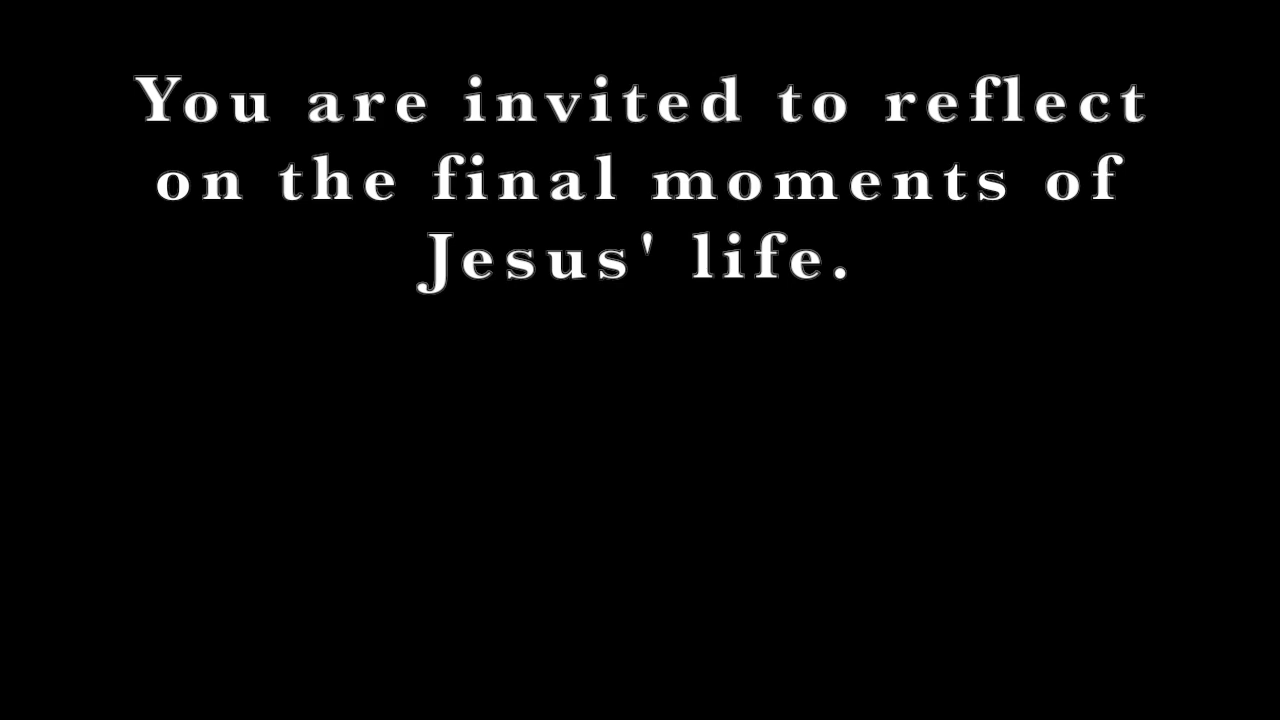 You are invited to reflect
on the final moments of
Jesus' life.